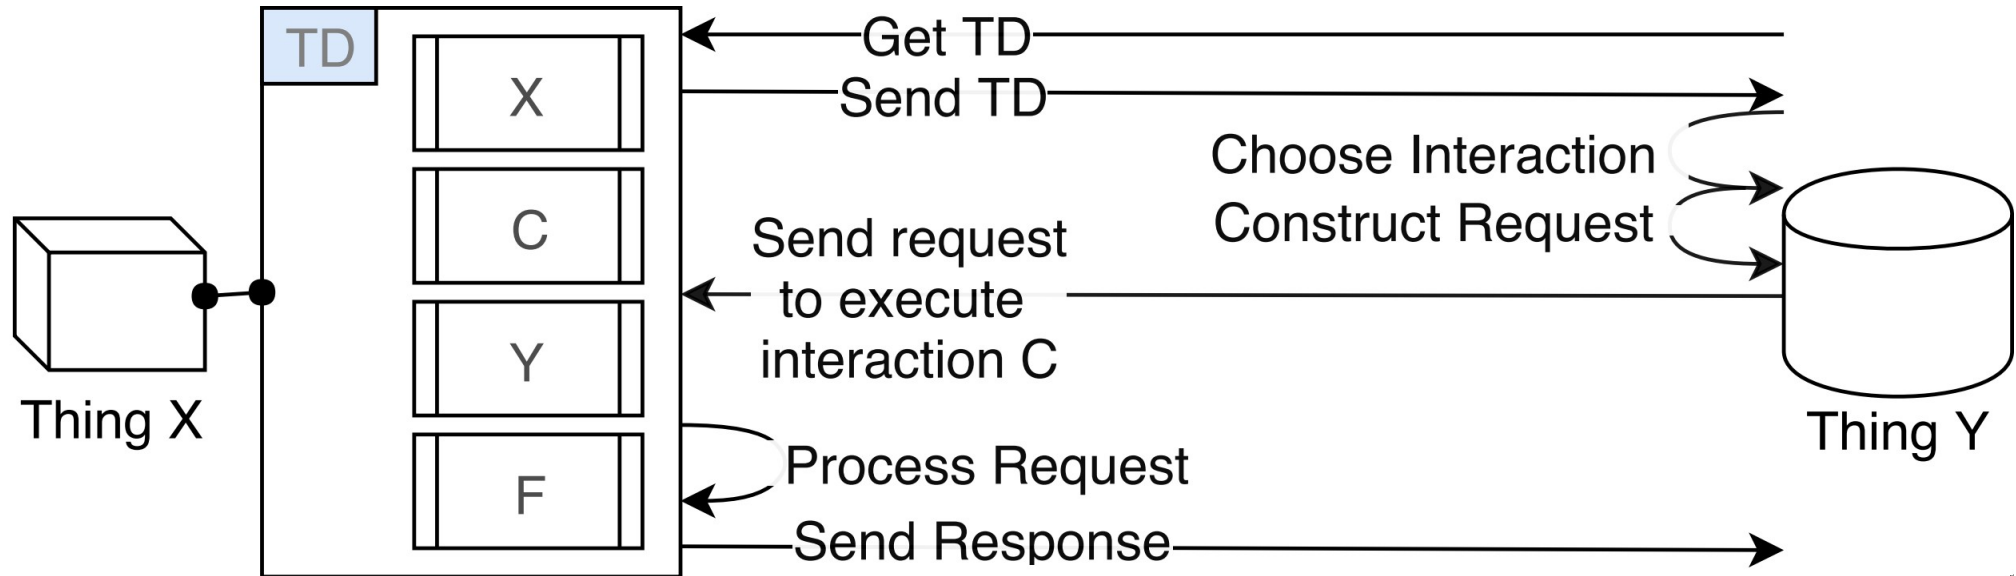 TD
X
C
Y
F
Thing X
Get TD
Send TD
Choose Interaction
Construct Request
Send request
to execute
interaction C
Process Request
Send Response
Thing Y